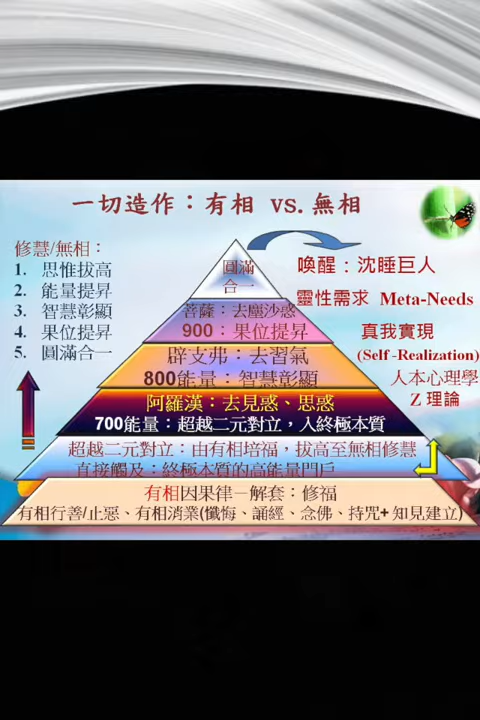 一切造作：有相 vs. 無相
修慧/無相：
1. 思惟拔高
2. 能量提昇
3. 智慧彰顯
4. 果位提昇
5. 圓滿合一
圓滿
合一
菩薩：去塵沙惑
900：果位提昇
辟支弗：去習氣
800能量：智慧彰顯
阿羅漢：去見惑、思惑
700能量：超越二元對立，入終極本質
超越二元對立：由有相培福，拔高至無相修慧
直接觸及：終極本質的高能量門戶
有相因果律－解套：修福
有相行善/止惡、有相消業(懺悔、誦經、念佛、持咒+ 知見建立)
喚醒：沈睡巨人
靈性需求 Meta-Needs
真我實現
(Self -Realization)
人本心理學
Z 理論